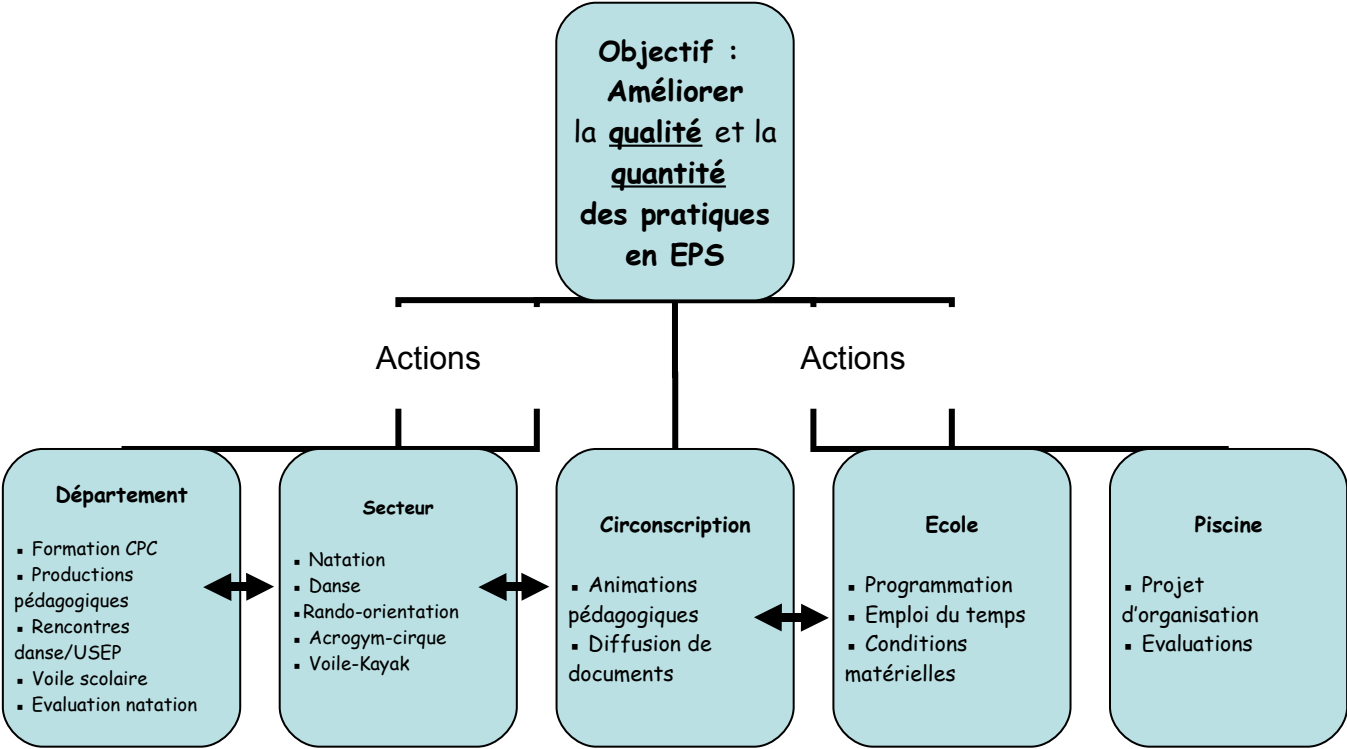 Objectif :
Améliorer
la qualité et la
quantité
des pratiques
en EPS
Actions
Actions
Département
▪ Formation CPC
▪ Productions
pédagogiques
▪ Rencontres
danse/USEP
▪ Voile scolaire
▪ Evaluation natation
Secteur
▪ Natation
▪ Danse
▪Rando-orientation
▪ Acrogym-cirque
▪ Voile-Kayak
Circonscription
▪ Animations
pédagogiques
▪ Diffusion de
documents
Ecole
▪ Programmation
▪ Emploi du temps
▪ Conditions
matérielles
Piscine
▪ Projet
d’organisation
▪ Evaluations